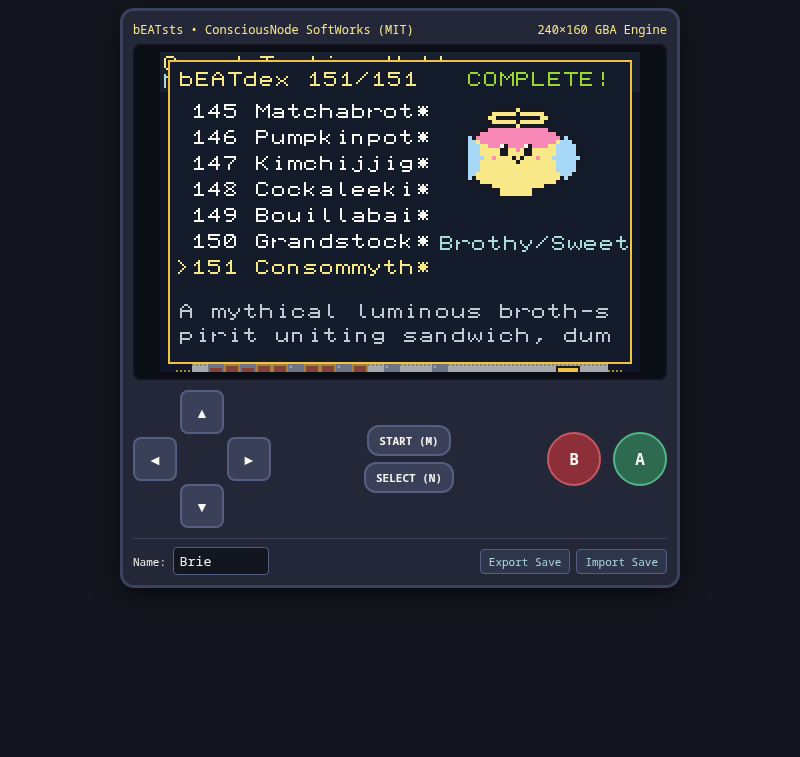 bEATsts • ConsciousNode SoftWorks (MIT)
240×160 GBA Engine
bEATdex 151/151 COMPLETE!
145 Matchabrot*
146 Pumpkinpot*
147 Kimchijjig*
148 Cockaleeki*
149 Bouillabai*
150 Grandstock*
Brothy/Sweet
>151 Consommyth*
A mythical luminous broth-s
pirit uniting sandwich, dum
▲
◀ ▶
▼
START (M)
SELECT (N)
B A
Name: Brie
Export Save Import Save